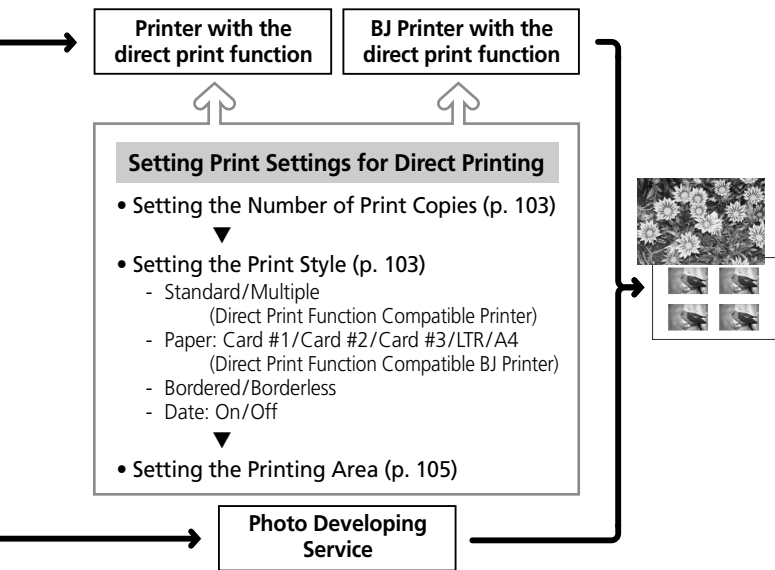 Printer with the
direct print function
BJ Printer with the
direct print function
Setting Print Settings for Direct Printing
• Setting the Number of Print Copies (p. 103)
▼
• Setting the Print Style (p. 103)
- Standard/Multiple
(Direct Print Function Compatible Printer)
- Paper: Card #1/Card #2/Card #3/LTR/A4
(Direct Print Function Compatible BJ Printer)
- Bordered/Borderless
- Date: On/Off
▼
• Setting the Printing Area (p. 105)
Photo Developing
Service